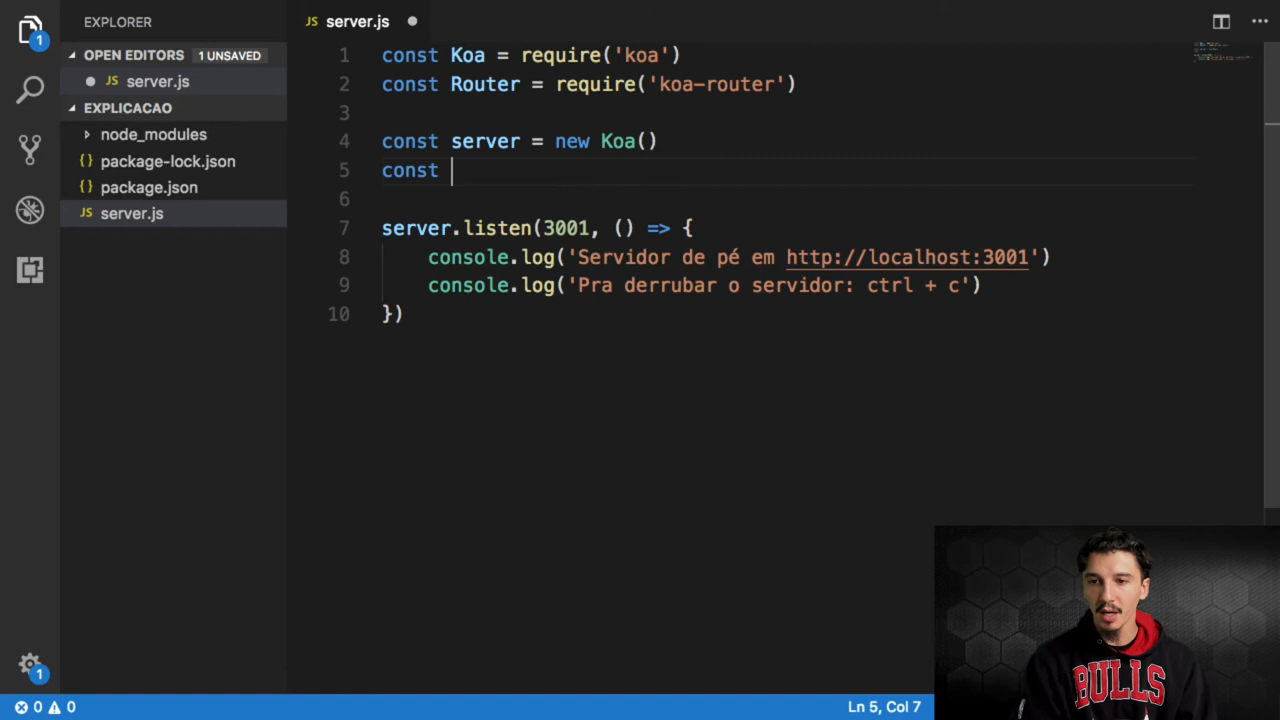 EXPLORER
OPEN EDITORS 1 UNSAVED
JS server.js
EXPLICACAO
node_modules
{} package-lock.json
{} package.json
JS server.js
JS server.js
1 const Koa = require('koa')
2 const Router = require('koa-router')
3
4 const server = new Koa()
5 const
6
7 server.listen(3001, () => {
8 console.log('Servidor de pé em http://localhost:3001')
9 console.log('Pra derrubar o servidor: ctrl + c')
10 })
1
1
BULLS
0 0
Ln 5, Col 7